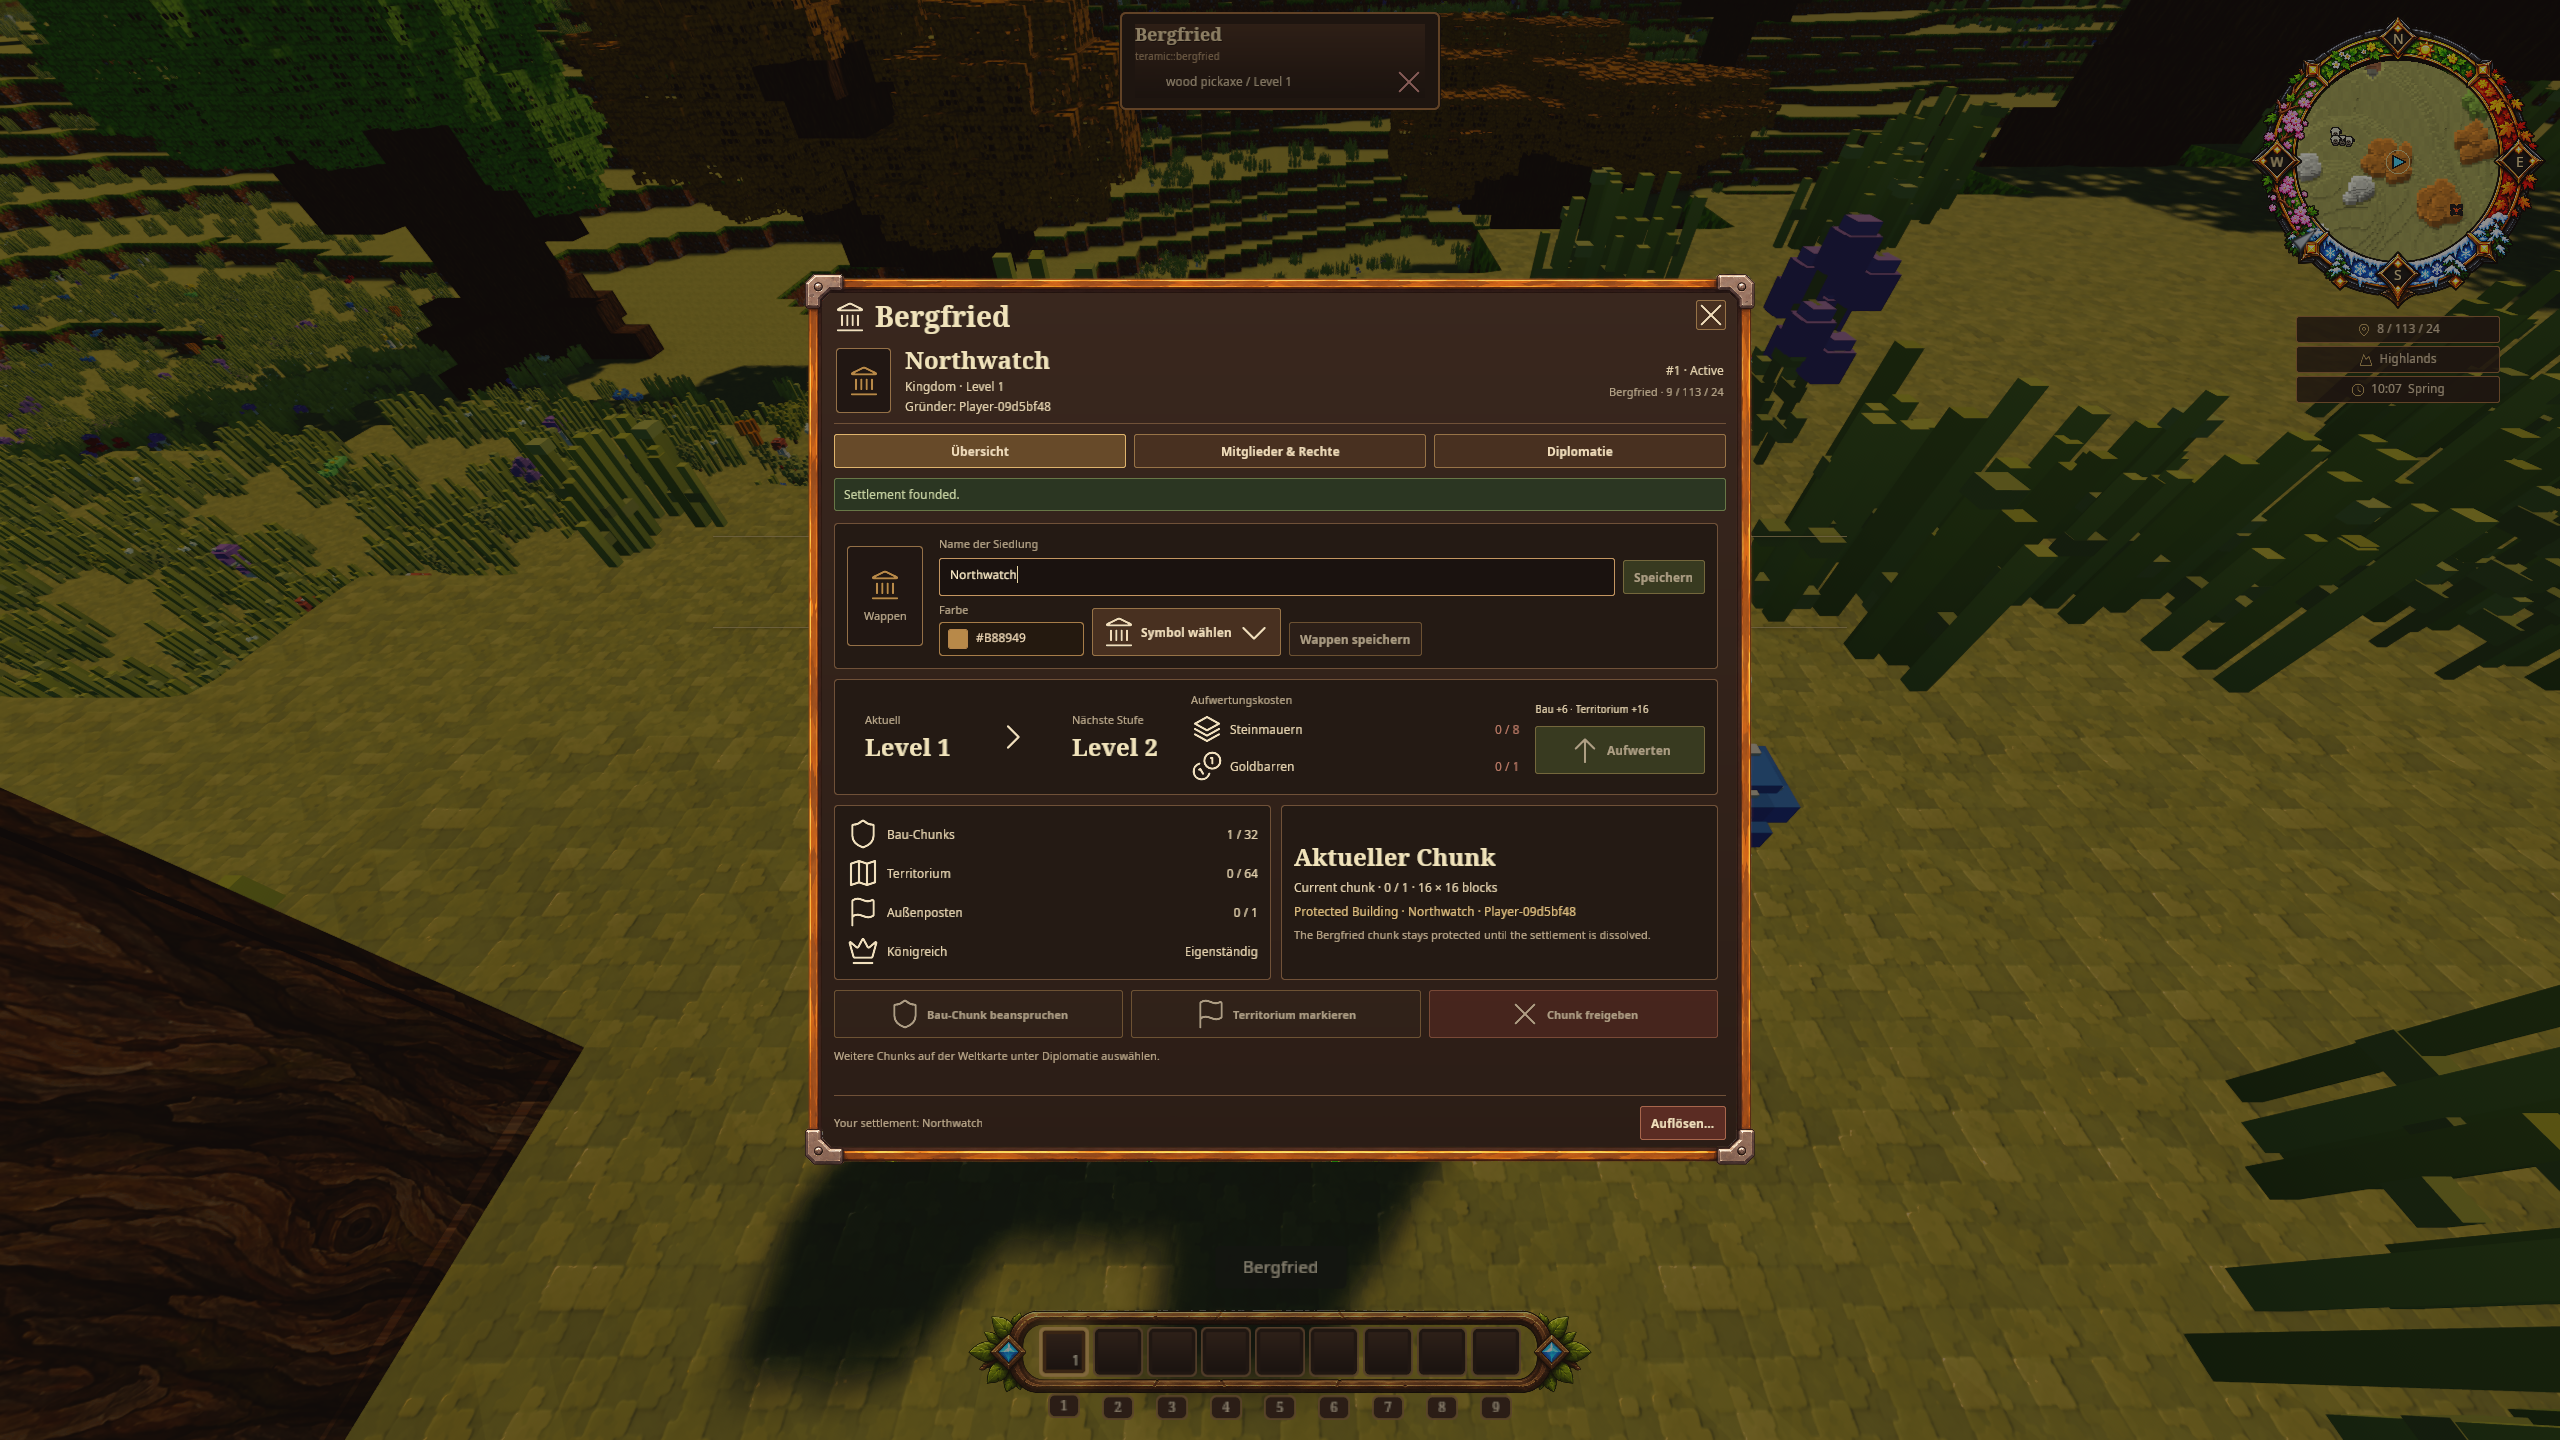 Bergfried
teramic::bergfried
wood pickaxe / Level 1
N
W
E
S
8 / 113 / 24
Highlands
10:07 Spring
Bergfried
Northwatch
Kingdom · Level 1
Gründer: Player-09d5bf48
#1 · Active
Bergfried · 9 / 113 / 24
Übersicht
Mitglieder & Rechte
Diplomatie
Settlement founded.
Wappen
Name der Siedlung
Northwatch
Speichern
Farbe
#B88949
Symbol wählen
Wappen speichern
Aktuell
Level 1
Nächste Stufe
Level 2
Aufwertungskosten
Steinmauern 0 / 8
Goldbarren 0 / 1
Bau +6 · Territorium +16
Aufwerten
Bau-Chunks 1 / 32
Territorium 0 / 64
Außenposten 0 / 1
Königreich Eigenständig
Aktueller Chunk
Current chunk · 0 / 1 · 16 × 16 blocks
Protected Building · Northwatch · Player-09d5bf48
The Bergfried chunk stays protected until the settlement is dissolved.
Bau-Chunk beanspruchen
Territorium markieren
Chunk freigeben
Weitere Chunks auf der Weltkarte unter Diplomatie auswählen.
Your settlement: Northwatch
Auflösen...
Bergfried
1
1 2 3 4 5 6 7 8 9